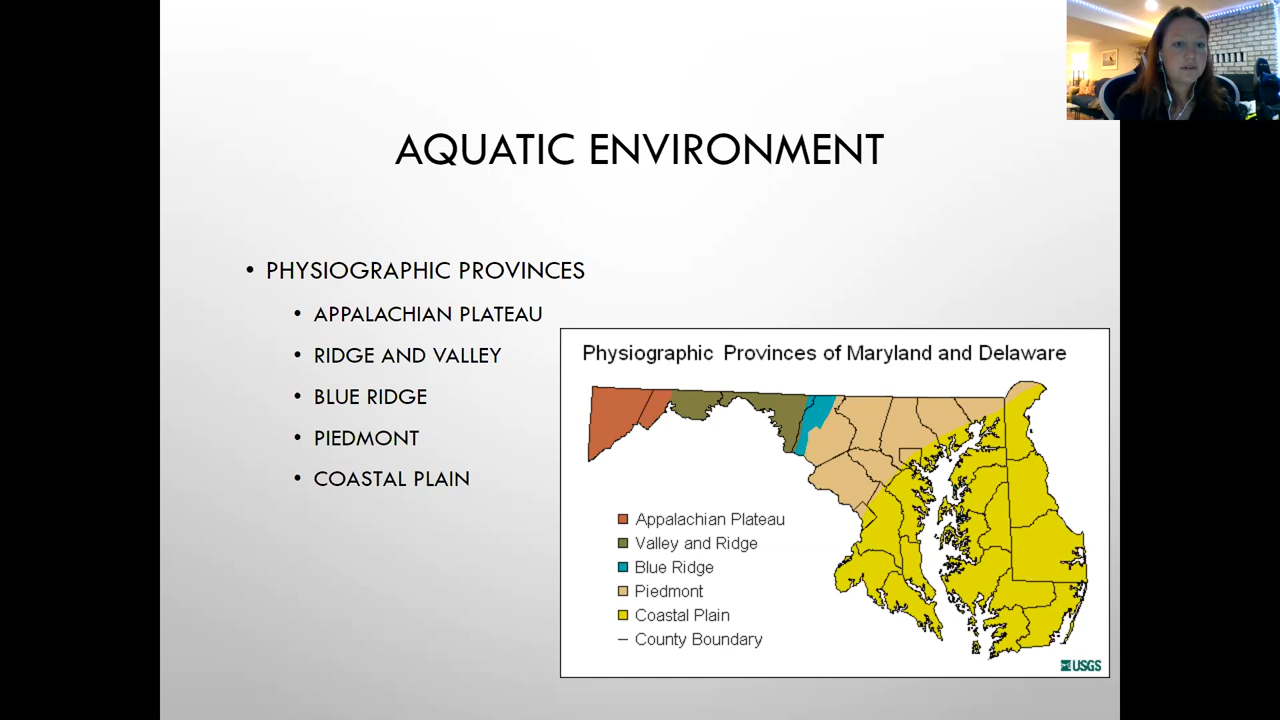 AQUATIC ENVIRONMENT
• PHYSIOGRAPHIC PROVINCES
• APPALACHIAN PLATEAU
• RIDGE AND VALLEY
• BLUE RIDGE
• PIEDMONT
• COASTAL PLAIN
Physiographic Provinces of Maryland and Delaware
Appalachian Plateau
Valley and Ridge
Blue Ridge
Piedmont
Coastal Plain
County Boundary
USGS